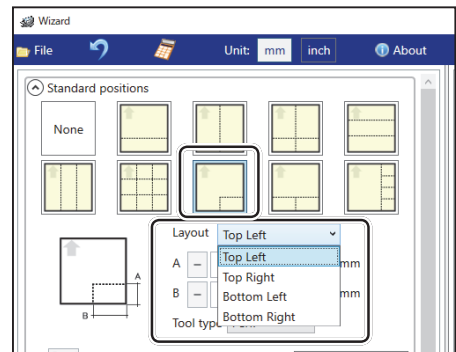 Wizard
File Unit: mm inch About
Standard positions
None
Layout Top Left
Top Left
A – mm
Top Right
B – Bottom Left mm
Bottom Right
Tool type
A
B